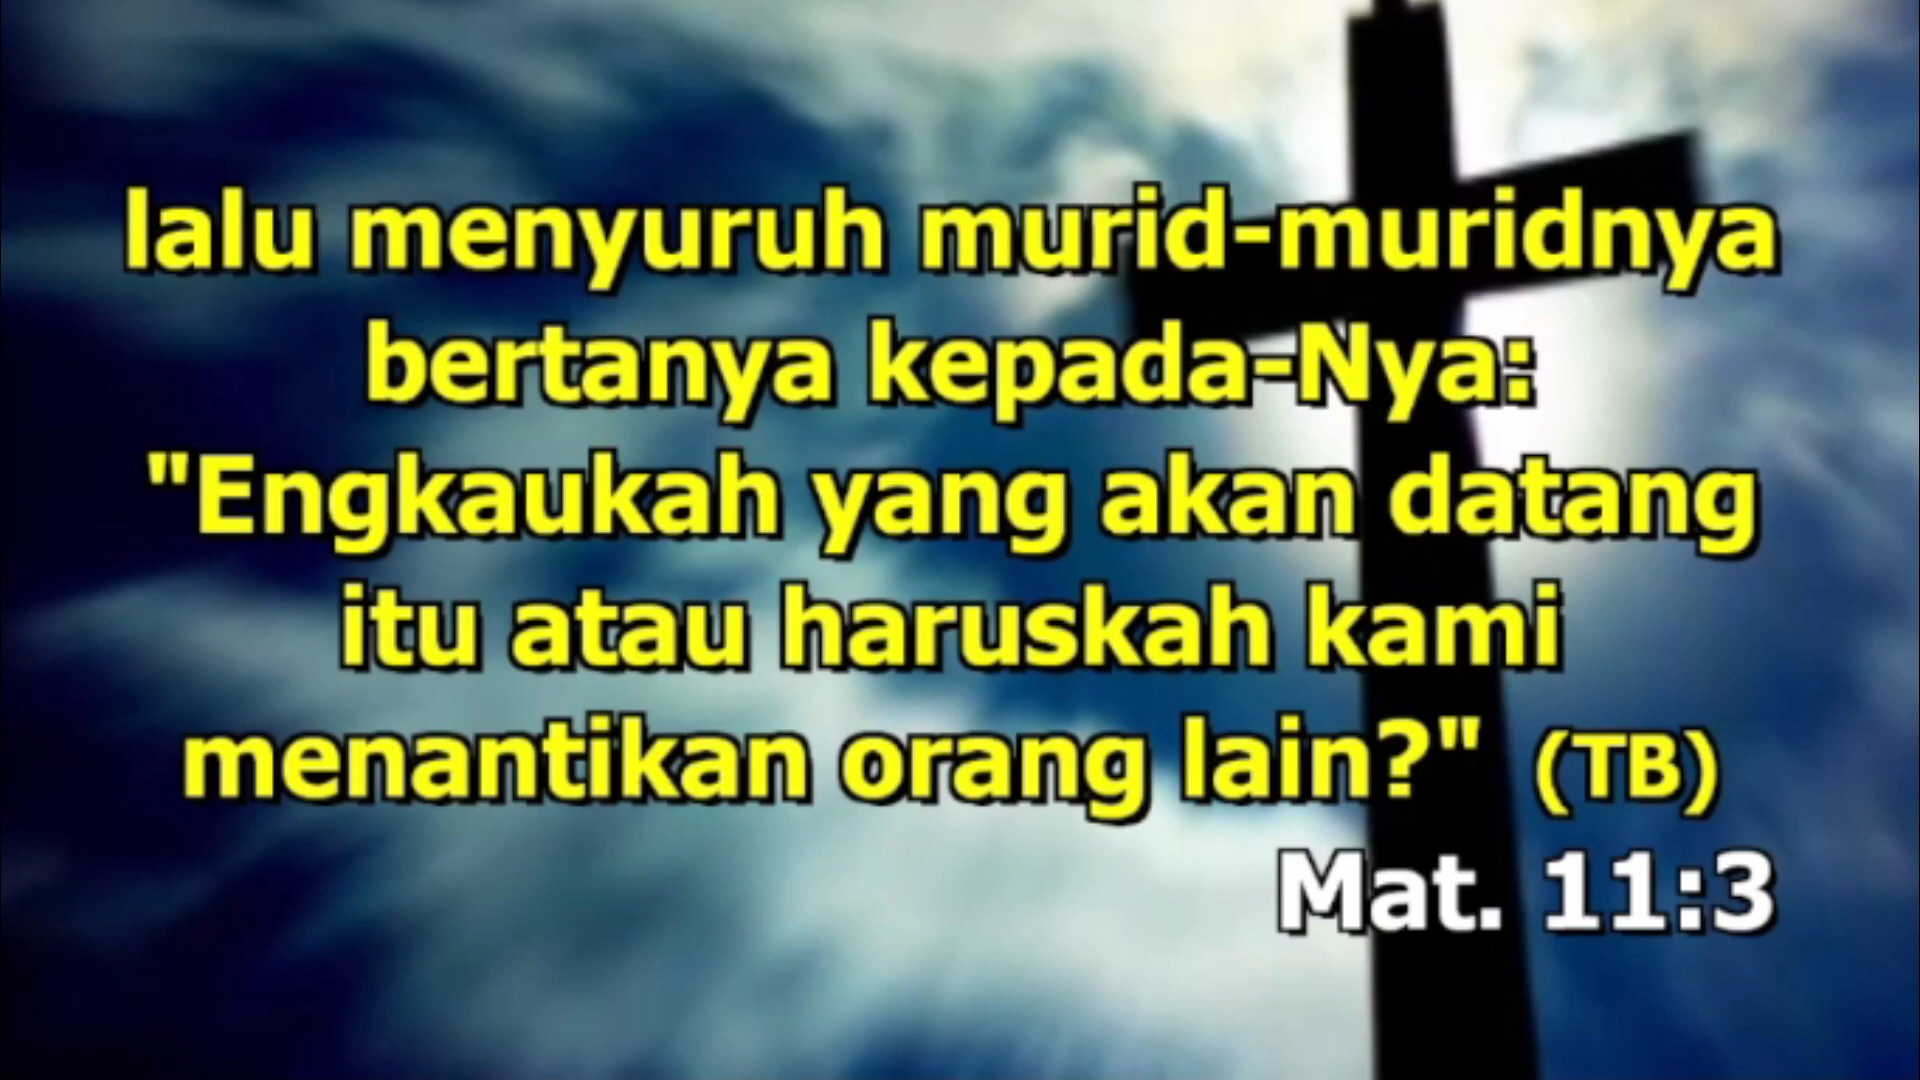 lalu menyuruh murid-muridnya
bertanya kepada-Nya:
"Engkaukah yang akan datang
itu atau haruskah kami
menantikan orang lain?" (TB)
Mat. 11:3